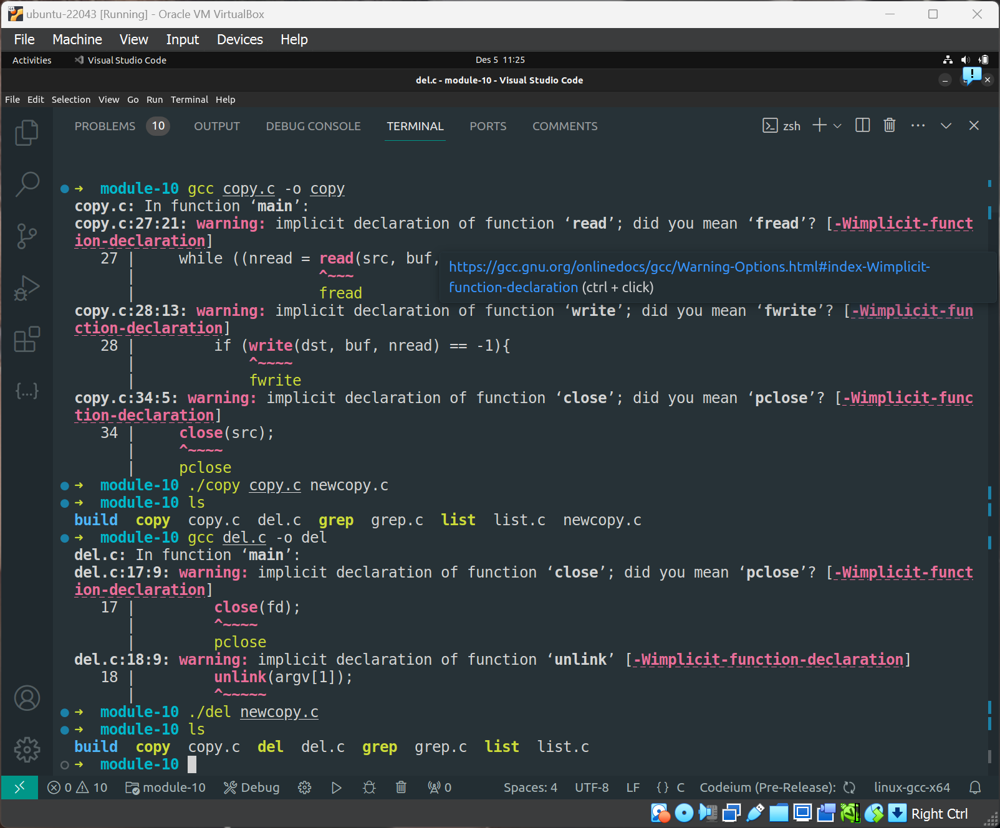 ubuntu-22043 [Running] - Oracle VM VirtualBox
File Machine View Input Devices Help
Activities Visual Studio Code Des 5 11:25
del.c - module-10 - Visual Studio Code
File Edit Selection View Go Run Terminal Help
PROBLEMS 10 OUTPUT DEBUG CONSOLE TERMINAL PORTS COMMENTS zsh
➜ module-10 gcc copy.c -o copy
copy.c: In function ‘main’:
copy.c:27:21: warning: implicit declaration of function ‘read’; did you mean ‘fread’? [-Wimplicit-funct
ion-declaration]
27 | while ((nread = read(src, buf,
| ^~~~
| fread
https://gcc.gnu.org/onlinedocs/gcc/Warning-Options.html#index-Wimplicit-
function-declaration (ctrl + click)
copy.c:28:13: warning: implicit declaration of function ‘write’; did you mean ‘fwrite’? [-Wimplicit-fun
ction-declaration]
28 | if (write(dst, buf, nread) == -1){
| ^~~~~
| fwrite
copy.c:34:5: warning: implicit declaration of function ‘close’; did you mean ‘pclose’? [-Wimplicit-func
tion-declaration]
34 | close(src);
| ^~~~~
| pclose
➜ module-10 ./copy copy.c newcopy.c
➜ module-10 ls
build copy copy.c del.c grep grep.c list list.c newcopy.c
➜ module-10 gcc del.c -o del
del.c: In function ‘main’:
del.c:17:9: warning: implicit declaration of function ‘close’; did you mean ‘pclose’? [-Wimplicit-funct
ion-declaration]
17 | close(fd);
| ^~~~~
| pclose
del.c:18:9: warning: implicit declaration of function ‘unlink’ [-Wimplicit-function-declaration]
18 | unlink(argv[1]);
| ^~~~~~
➜ module-10 ./del newcopy.c
➜ module-10 ls
build copy copy.c del del.c grep grep.c list list.c
➜ module-10
0 10 module-10 Debug 0 Spaces: 4 UTF-8 LF {} C Codeium (Pre-Release): linux-gcc-x64
Right Ctrl